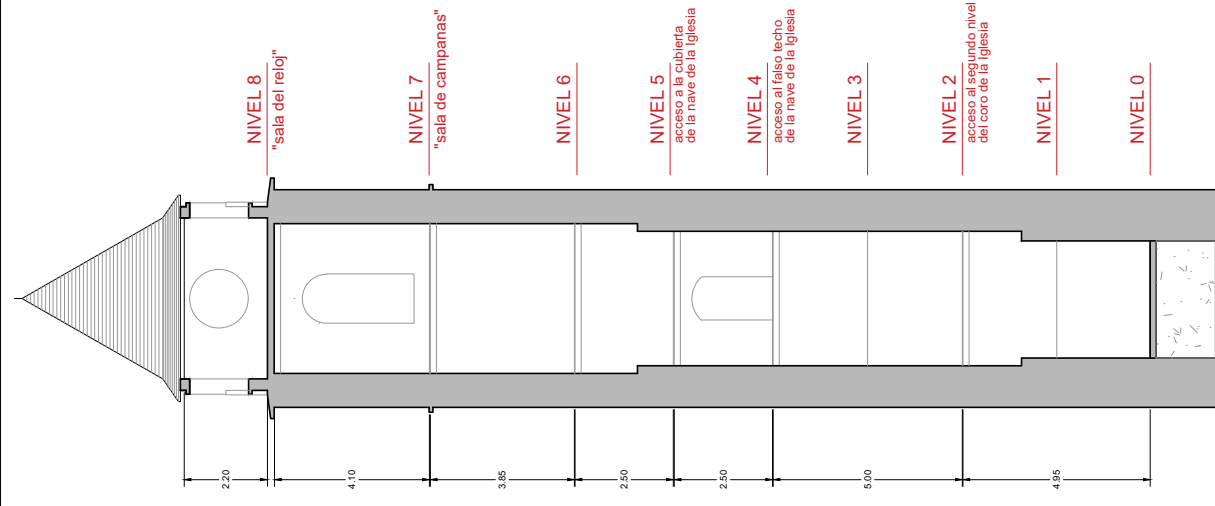 NIVEL 8
"sala del reloj"
NIVEL 7
"sala de campanas"
NIVEL 6
NIVEL 5
acceso a la cubierta
de la nave de la Iglesia
NIVEL 4
acceso al falso techo
de la nave de la Iglesia
NIVEL 3
NIVEL 2
acceso al segundo nivel
del coro de la Iglesia
NIVEL 1
NIVEL 0
2.20
4.10
3.85
2.50
2.50
5.00
4.95